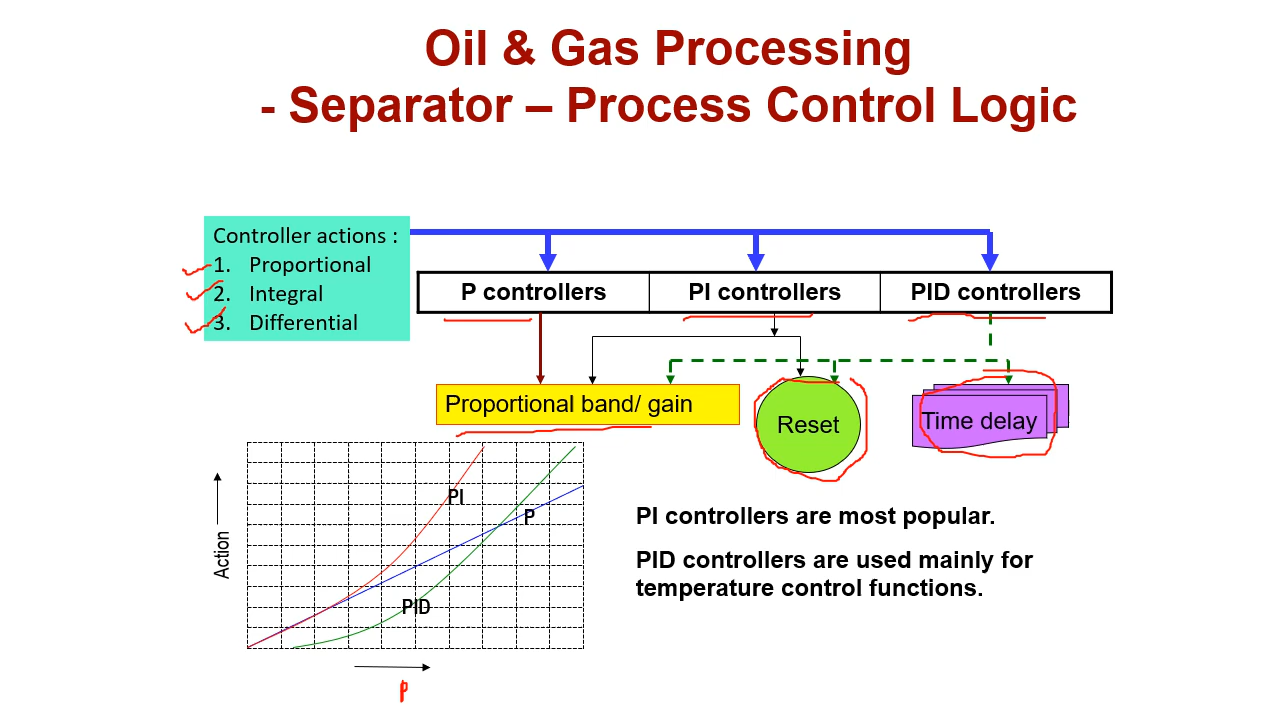 Oil & Gas Processing
- Separator – Process Control Logic
Controller actions :
1. Proportional
2. Integral
3. Differential
P controllers
PI controllers
PID controllers
Proportional band/ gain
Reset
Time delay
PI
P
PID
Action
P
PI controllers are most popular.
PID controllers are used mainly for
temperature control functions.